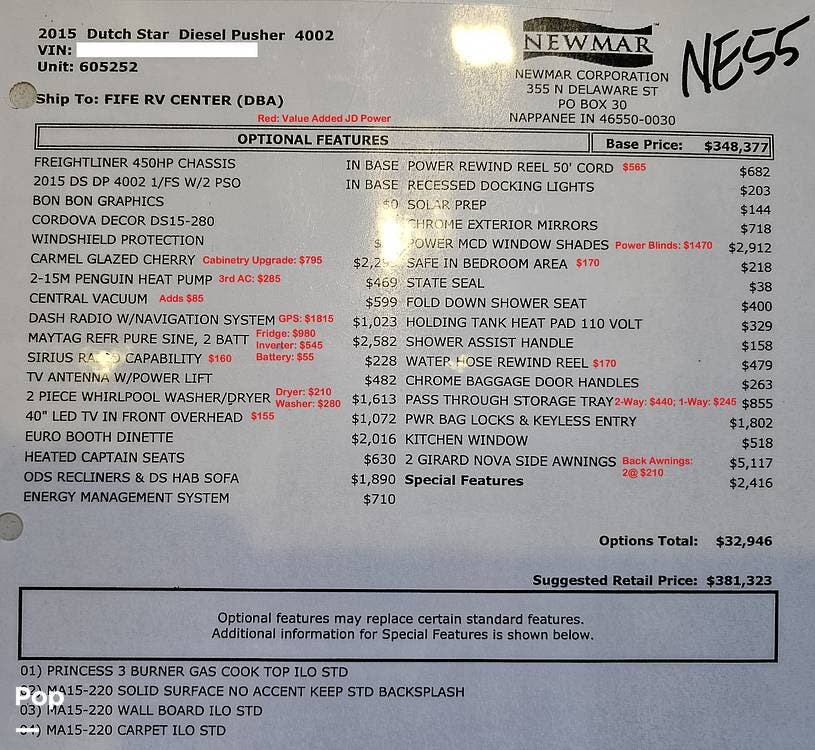 2015 Dutch Star Diesel Pusher 4002
VIN:
Unit: 605252
NEWMAR
NEWMAR CORPORATION
355 N DELAWARE ST
PO BOX 30
NAPPANEE IN 46550-0030
NE55
Ship To: FIFE RV CENTER (DBA)
Red: Value Added JD Power
OPTIONAL FEATURES
Base Price: $348,377
FREIGHTLINER 450HP CHASSIS IN BASE
2015 DS DP 4002 1/FS W/2 PSO IN BASE
BON BON GRAPHICS $0
CORDOVA DECOR DS15-280
WINDSHIELD PROTECTION
CARMEL GLAZED CHERRY Cabinetry Upgrade: $795
2-15M PENGUIN HEAT PUMP 3rd AC: $285 $469
CENTRAL VACUUM Adds $85 $599
DASH RADIO W/NAVIGATION SYSTEM GPS: $1815 $1,023
MAYTAG REFR PURE SINE, 2 BATT Fridge: $980 Inverter: $545 Battery: $55 $2,582
SIRIUS CAPABILITY $160 $228
TV ANTENNA W/POWER LIFT $482
2 PIECE WHIRLPOOL WASHER/DRYER Dryer: $210 Washer: $280 $1,613
40" LED TV IN FRONT OVERHEAD $155 $1,072
EURO BOOTH DINETTE $2,016
HEATED CAPTAIN SEATS $630
ODS RECLINERS & DS HAB SOFA $1,890
ENERGY MANAGEMENT SYSTEM $710
POWER REWIND REEL 50' CORD $565 $682
RECESSED DOCKING LIGHTS $203
SOLAR PREP $144
CHROME EXTERIOR MIRRORS $718
POWER MCD WINDOW SHADES Power Blinds: $1470 $2,912
SAFE IN BEDROOM AREA $170 $218
STATE SEAL $38
FOLD DOWN SHOWER SEAT $400
HOLDING TANK HEAT PAD 110 VOLT $329
SHOWER ASSIST HANDLE $158
WATER HOSE REWIND REEL $170 $479
CHROME BAGGAGE DOOR HANDLES $263
PASS THROUGH STORAGE TRAY 2-Way: $440; 1-Way: $245 $855
PWR BAG LOCKS & KEYLESS ENTRY $1,802
KITCHEN WINDOW $518
2 GIRARD NOVA SIDE AWNINGS Back Awnings: 2@ $210 $5,117
Special Features $2,416
Options Total: $32,946
Suggested Retail Price: $381,323
Optional features may replace certain standard features.
Additional information for Special Features is shown below.
01) PRINCESS 3 BURNER GAS COOK TOP ILO STD
02) MA15-220 SOLID SURFACE NO ACCENT KEEP STD BACKSPLASH
03) MA15-220 WALL BOARD ILO STD
04) MA15-220 CARPET ILO STD
Pop